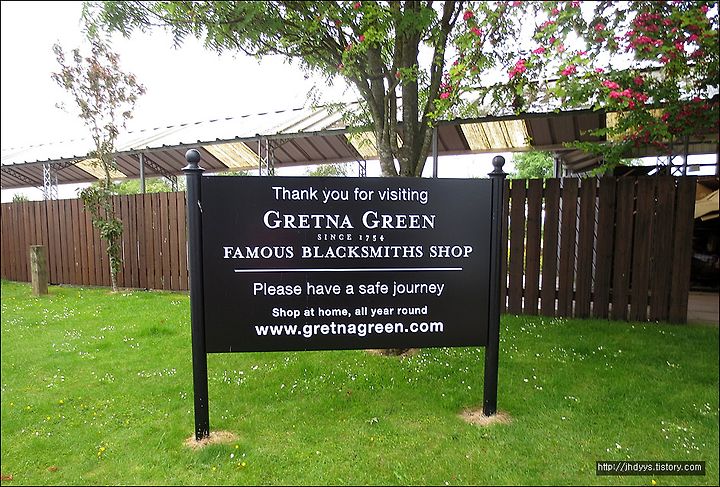 Thank you for visiting
GRETNA GREEN
SINCE 1754
FAMOUS BLACKSMITHS SHOP
Please have a safe journey
Shop at home, all year round
www.gretnagreen.com
http://jhdyys.tistory.com